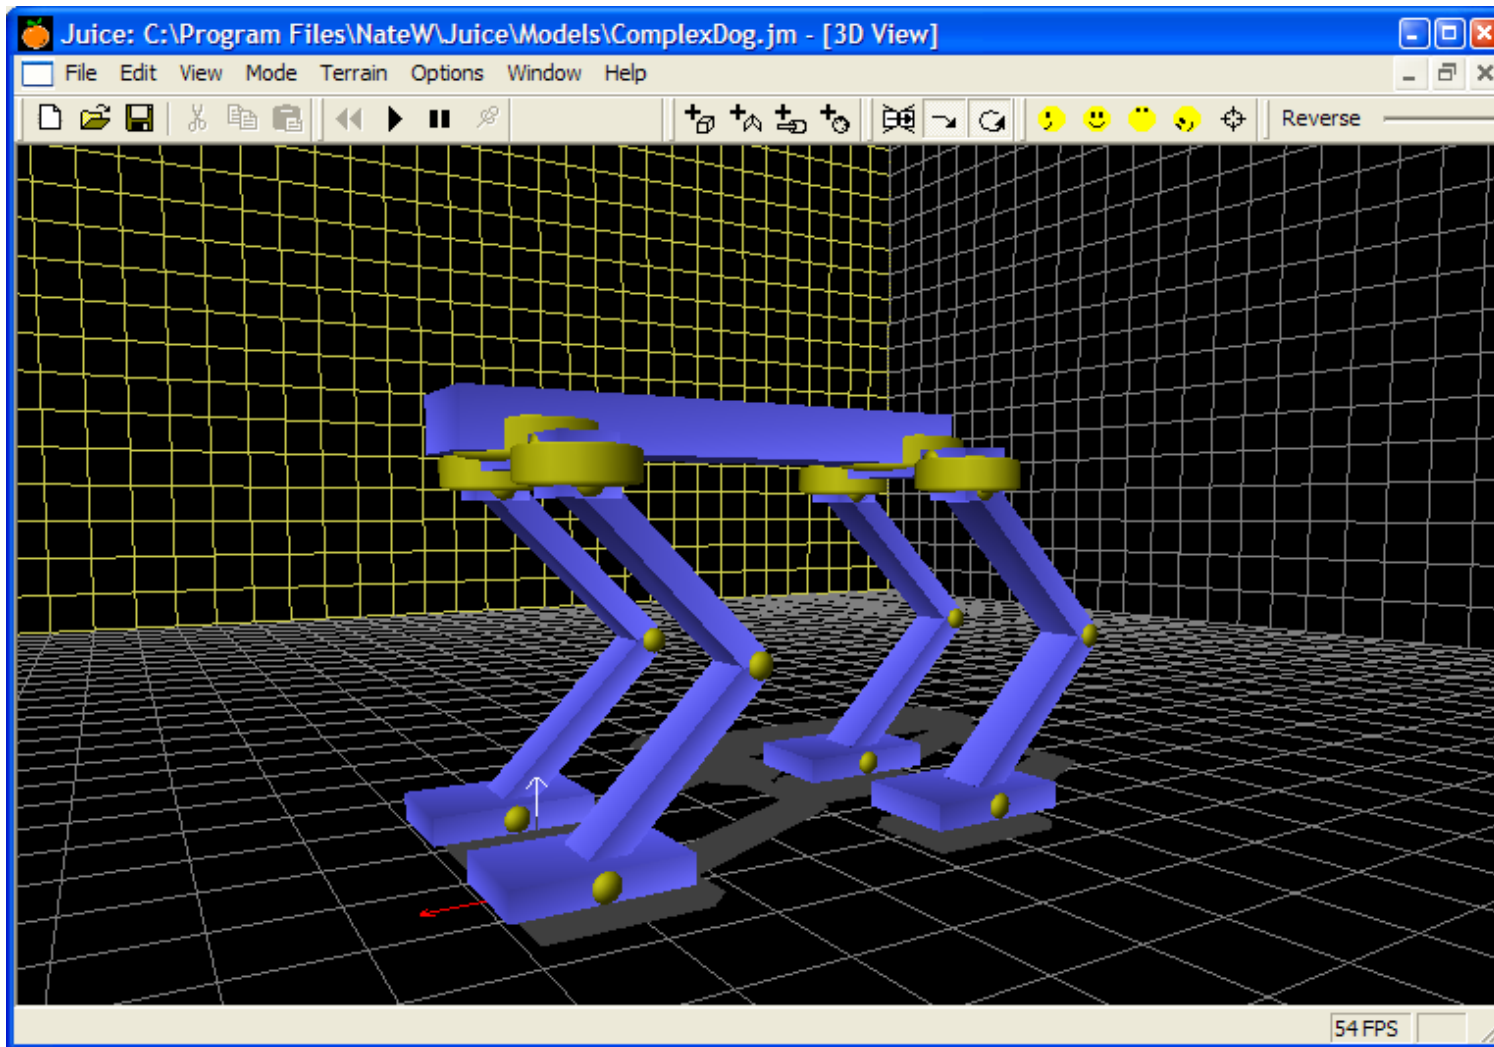 Juice: C:\Program Files\NateW\Juice\Models\ComplexDog.jm - [3D View]
File Edit View Mode Terrain Options Window Help
Reverse
54 FPS